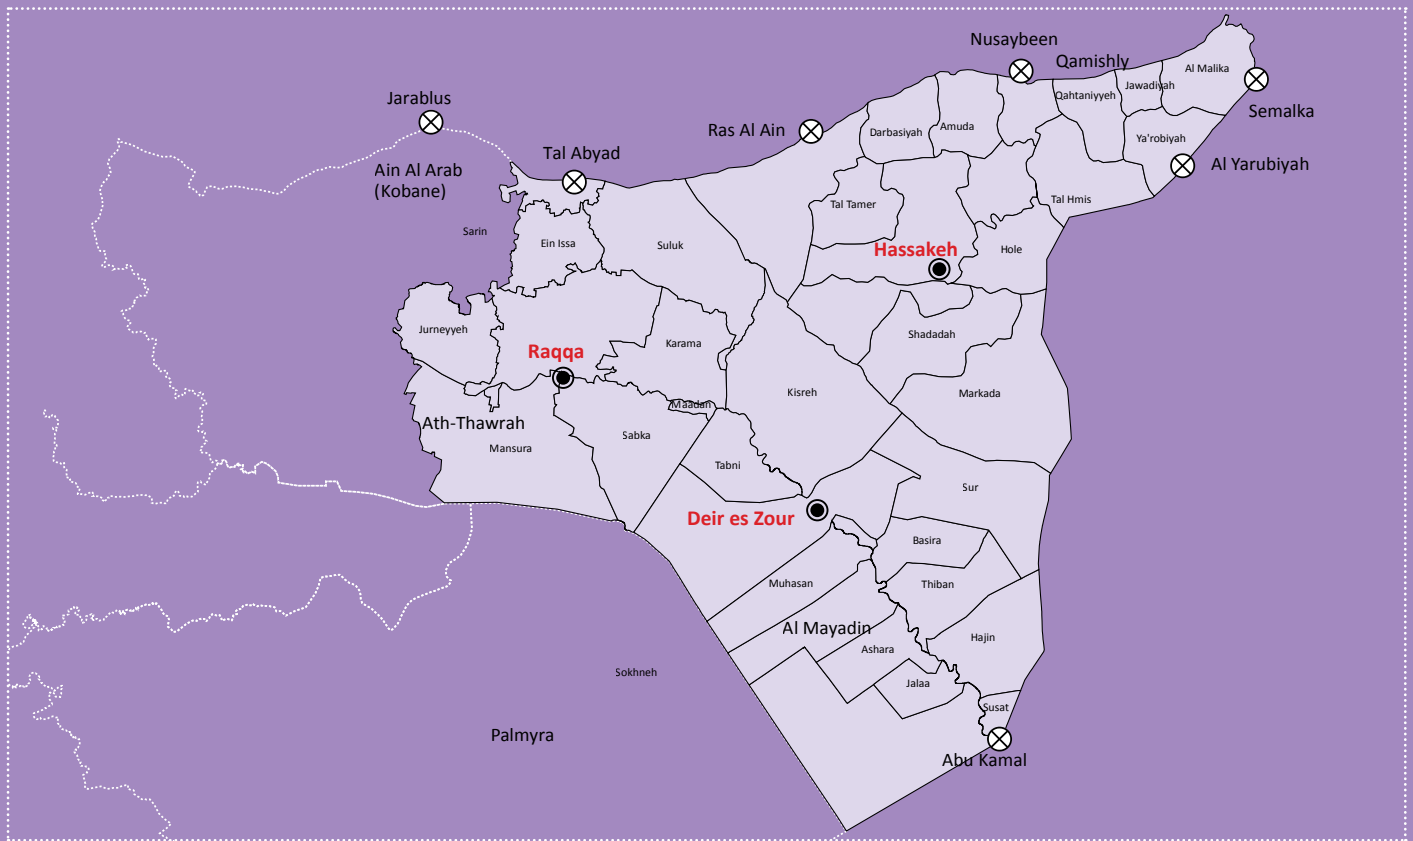 Nusaybeen
Qamishly
Al Malika
Jawadiyah
Qahtaniyyeh
Jarablus
Semalka
Ras Al Ain
Darbasiyah
Amuda
Ya'robiyah
Tal Abyad
Al Yarubiyah
Ain Al Arab
(Kobane)
Tal Tamer
Tal Hmis
Sarin
Ein Issa
Suluk
Hassakeh
Hole
Jurneyyeh
Karama
Shadadah
Raqqa
Kisreh
Markada
Maadan
Ath-Thawrah
Sabka
Mansura
Tabni
Sur
Deir es Zour
Basira
Muhasan
Thiban
Al Mayadin
Hajin
Ashara
Sokhneh
Jalaa
Susat
Palmyra
Abu Kamal